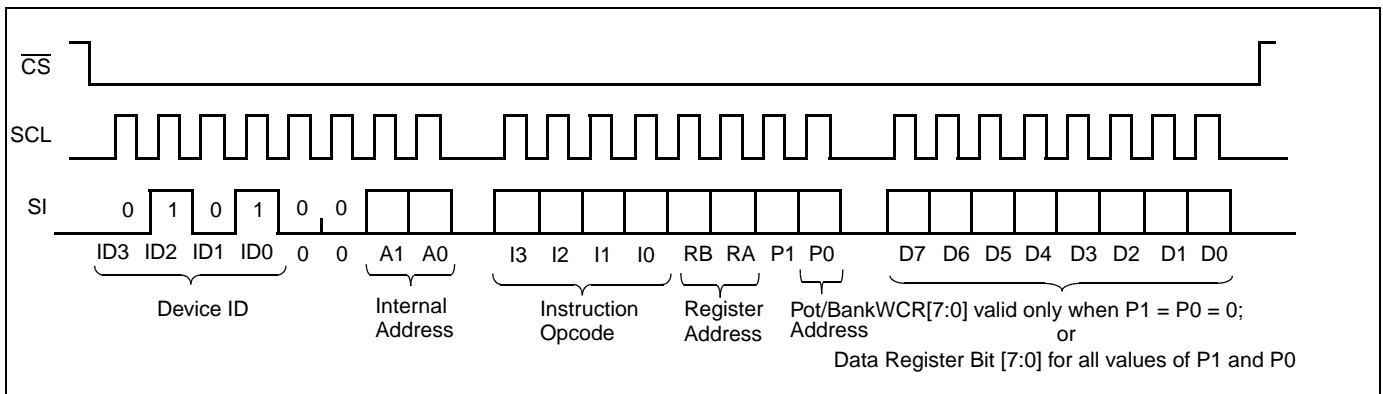 CS
SCL
SI
0 1 0 1 0 0
ID3 ID2 ID1 ID0 0 0 A1 A0 I3 I2 I1 I0 RB RA P1 P0 D7 D6 D5 D4 D3 D2 D1 D0
Device ID
Internal
Address
Instruction
Opcode
Register
Address
Pot/Bank
Address
WCR[7:0] valid only when P1 = P0 = 0;
or
Data Register Bit [7:0] for all values of P1 and P0